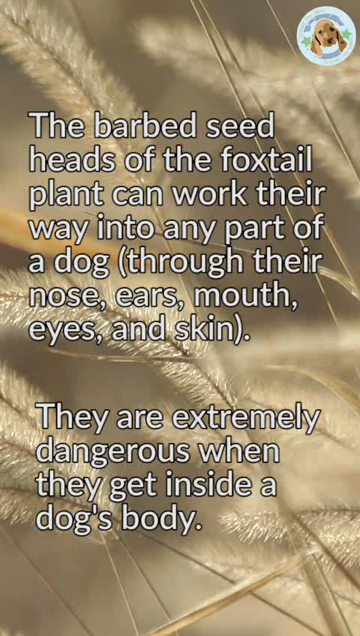 The barbed seed
heads of the foxtail
plant can work their
way into any part of
a dog (through their
nose, ears, mouth,
eyes, and skin).
They are extremely
dangerous when
they get inside a
dog's body.